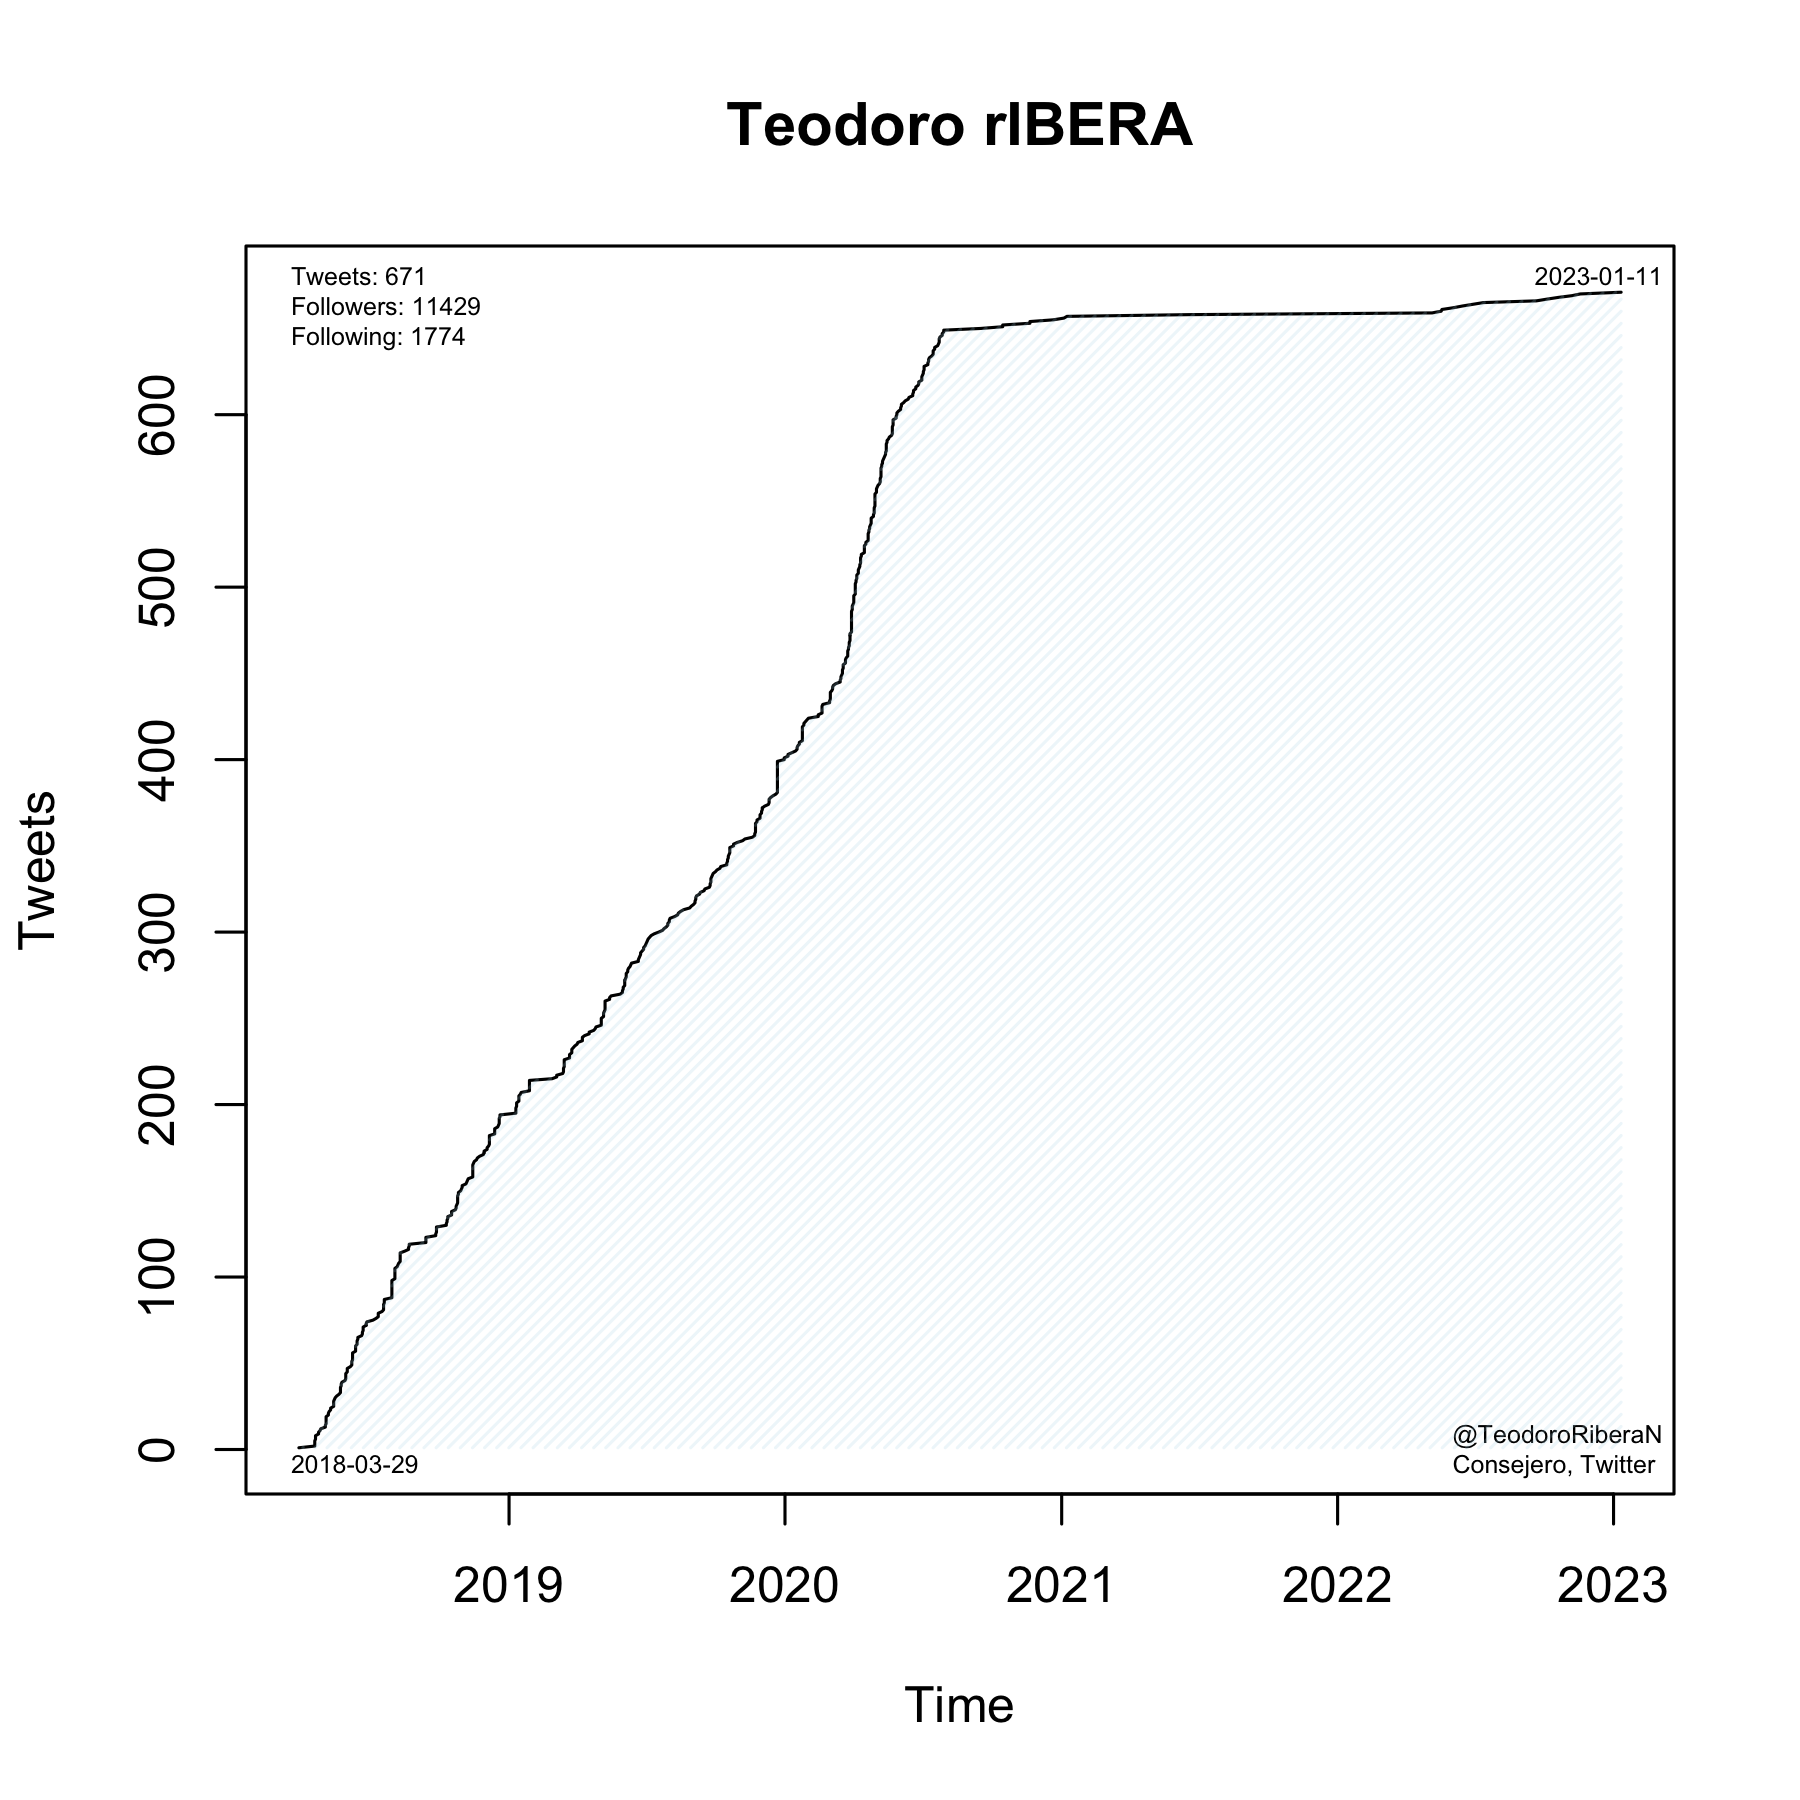 Teodoro rIBERA
Tweets: 671
Followers: 11429
Following: 1774
2023-01-11
600
500
400
300
200
100
0
Tweets
@TeodoroRiberaN
Consejero, Twitter
2018-03-29
2019
2020
2021
2022
2023
Time